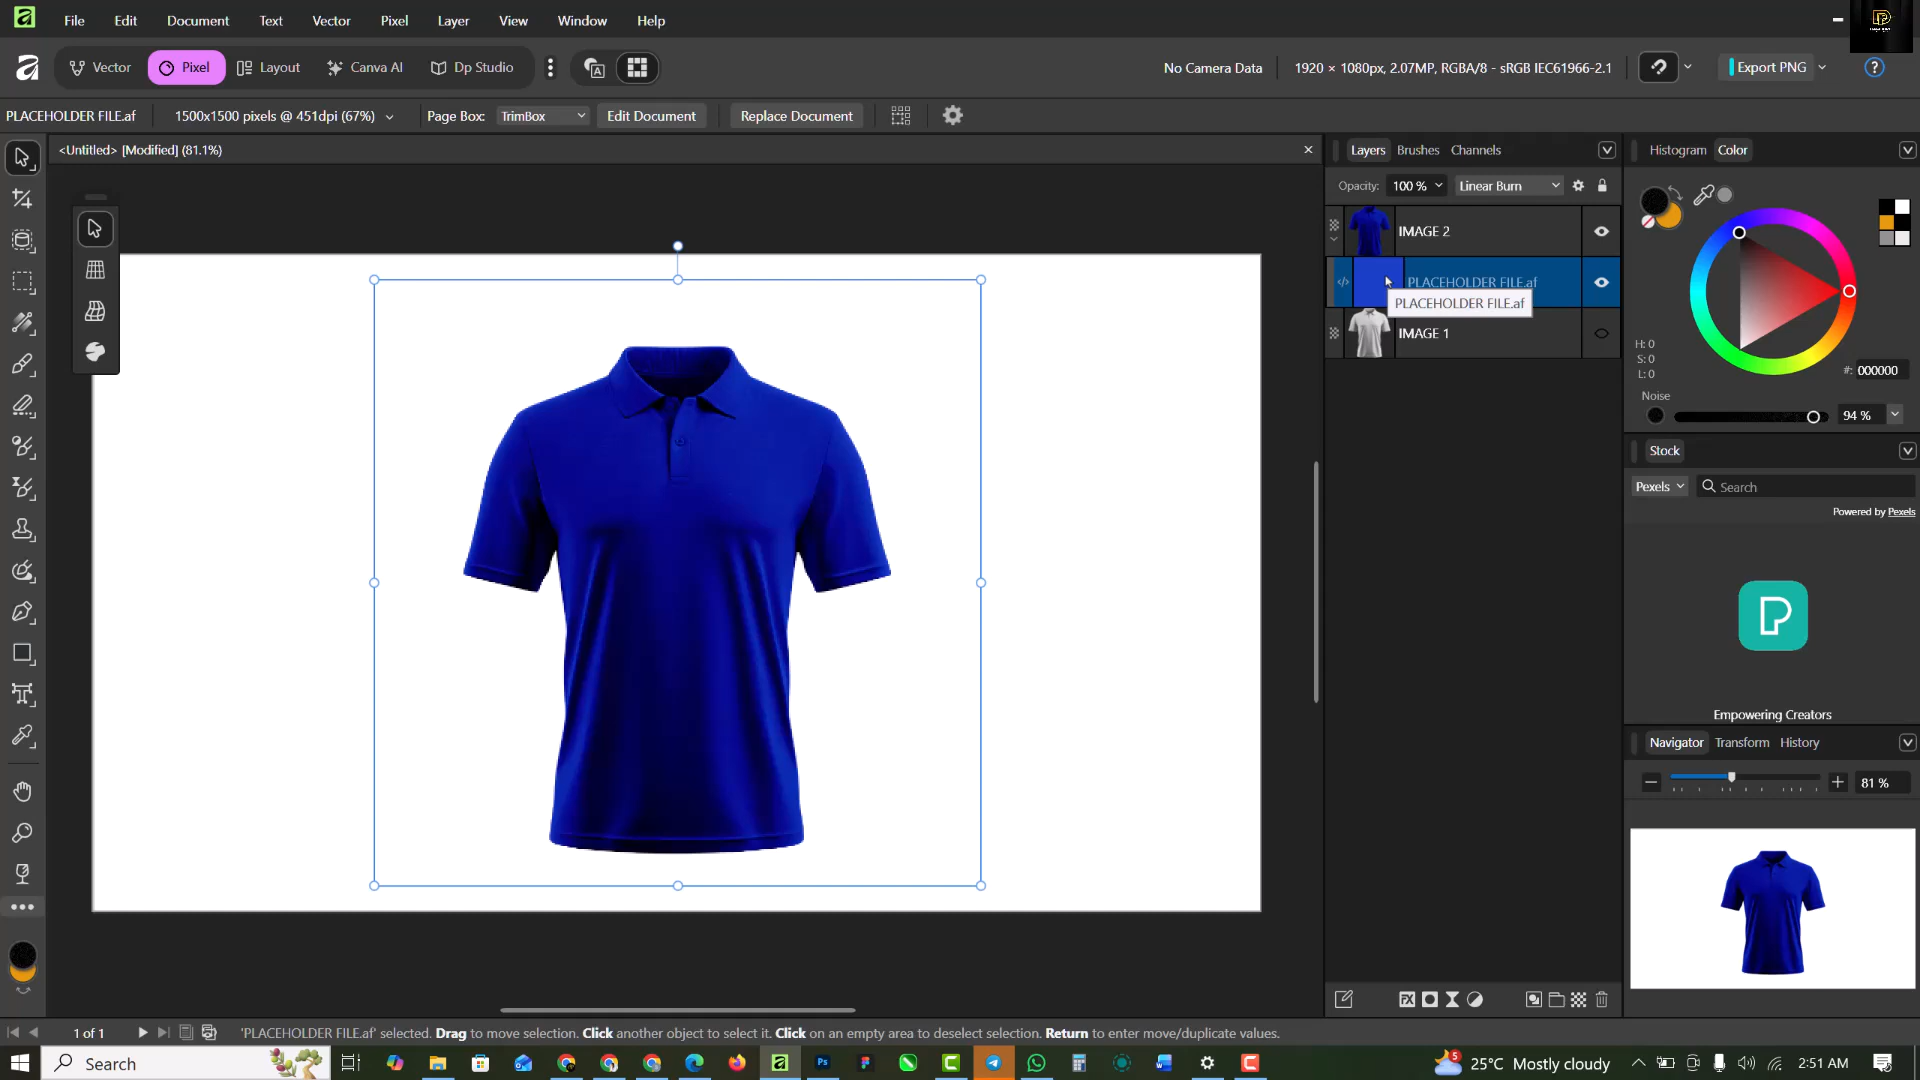 File Edit Document Text Vector Pixel Layer View Window Help
Vector Pixel Layout Canva AI Dp Studio No Camera Data 1920 × 1080px, 2.07MP, RGBA/8 - sRGB IEC61966-2.1 Export PNG ?
PLACEHOLDER FILE.af 1500x1500 pixels @ 451dpi (67%) Page Box: TrimBox Edit Document Replace Document
<Untitled> [Modified] (81.1%)
Layers Brushes Channels
Opacity: 100 % Linear Burn
IMAGE 2
PLACEHOLDER FILE.af
PLACEHOLDER FILE.af
IMAGE 1
Histogram Color
H: 0
S: 0
L: 0
#: 000000
Noise
94 %
Stock
Pexels Search
Powered by Pexels
Empowering Creators
Navigator Transform History
81 %
1 of 1 'PLACEHOLDER FILE.af' selected. Drag to move selection. Click another object to select it. Click on an empty area to deselect selection. Return to enter move/duplicate values.
Search 5 25°C Mostly cloudy 2:51 AM